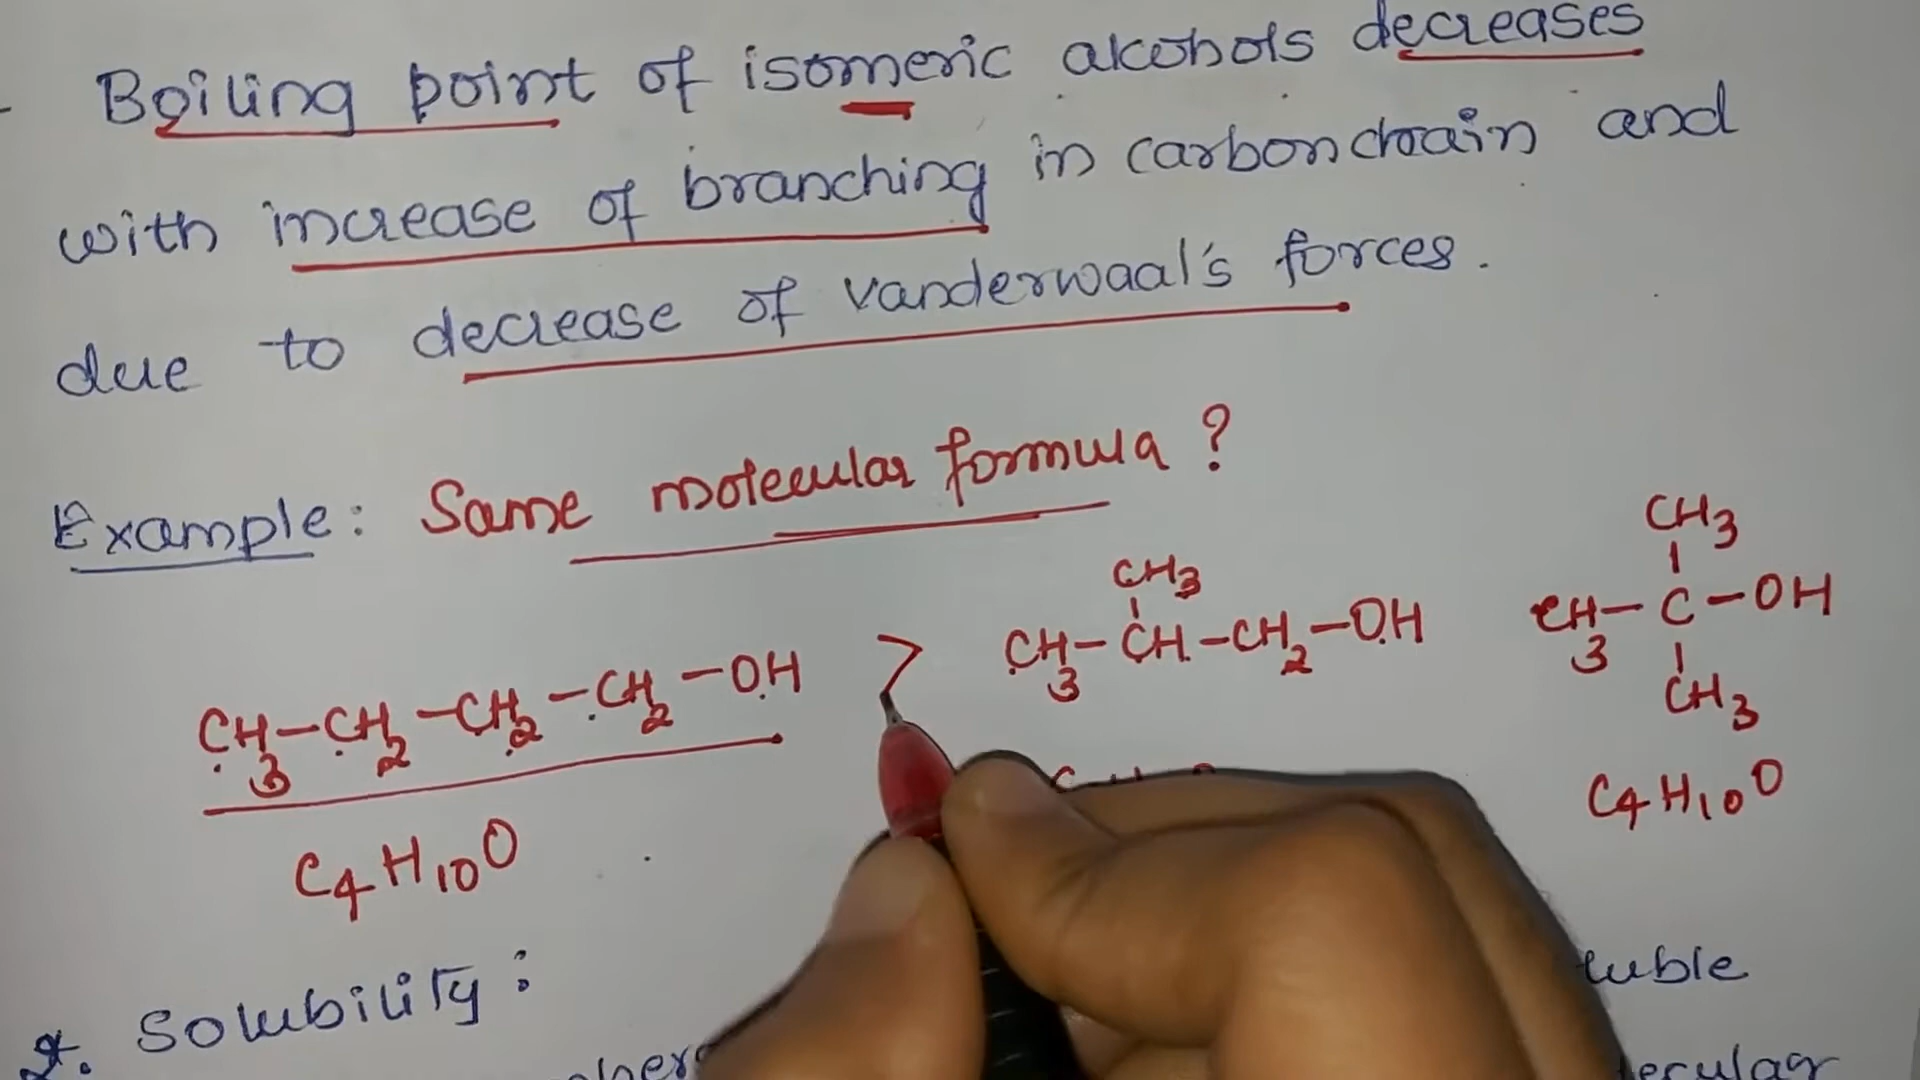 Boiling point of isomeric alcohols decreases
with increase of branching in carbon chain and
due to decrease of vanderwaal's forces.
Example: Same molecular formula ?
CH3-CH2-CH2-CH2-OH > CH3-CH-CH2-OH
CH3
CH3-C-OH
CH3
CH3
C4H10O
C4H10O
2. Solubility: